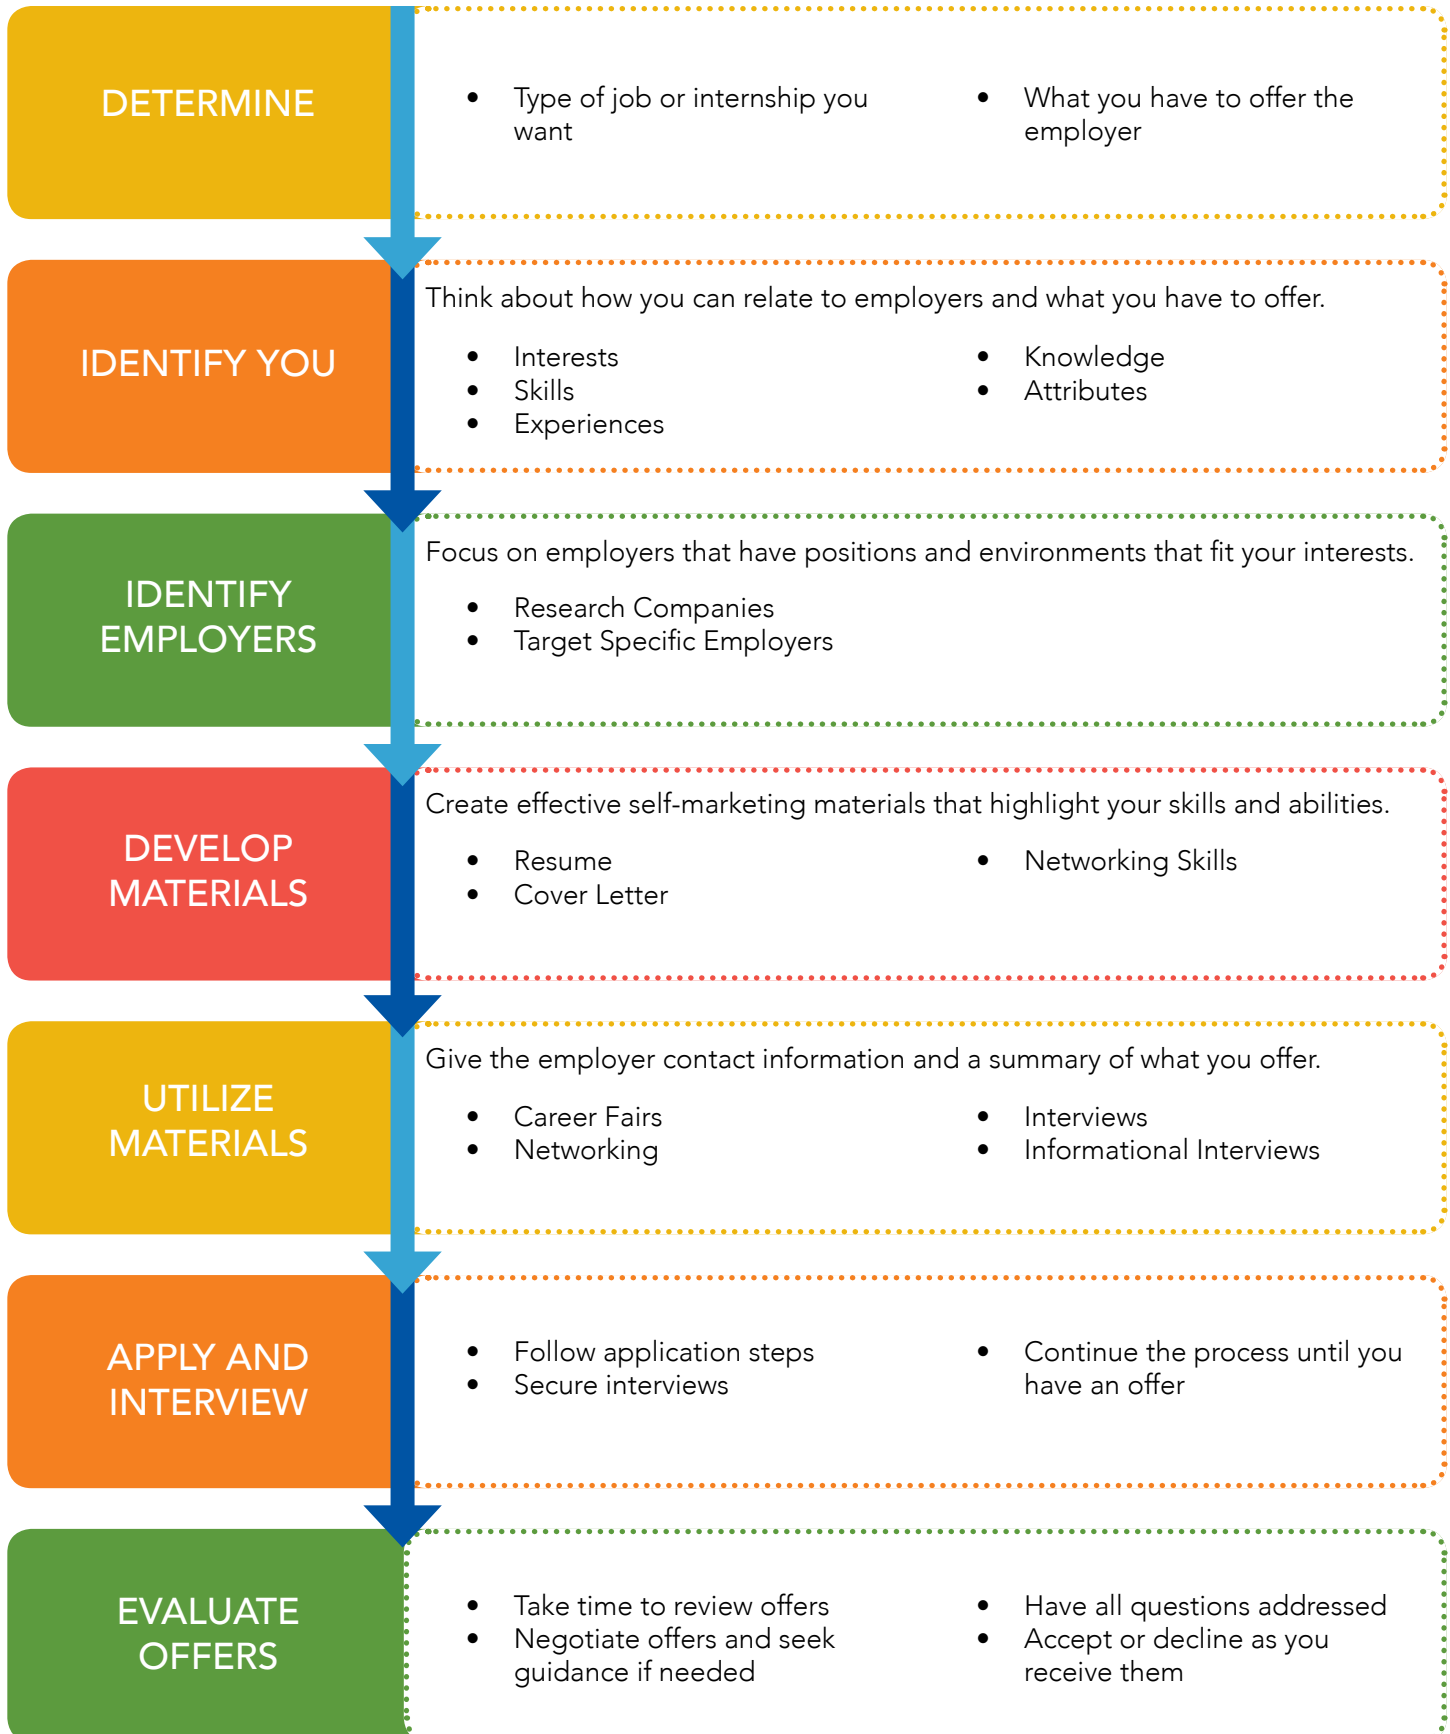 DETERMINE
• Type of job or internship you
want
• What you have to offer the
employer
IDENTIFY YOU
Think about how you can relate to employers and what you have to offer.
• Interests
• Skills
• Experiences
• Knowledge
• Attributes
IDENTIFY
EMPLOYERS
Focus on employers that have positions and environments that fit your interests.
• Research Companies
• Target Specific Employers
DEVELOP
MATERIALS
Create effective self-marketing materials that highlight your skills and abilities.
• Resume
• Cover Letter
• Networking Skills
UTILIZE
MATERIALS
Give the employer contact information and a summary of what you offer.
• Career Fairs
• Networking
• Interviews
• Informational Interviews
APPLY AND
INTERVIEW
• Follow application steps
• Secure interviews
• Continue the process until you
have an offer
EVALUATE
OFFERS
• Take time to review offers
• Negotiate offers and seek
guidance if needed
• Have all questions addressed
• Accept or decline as you
receive them